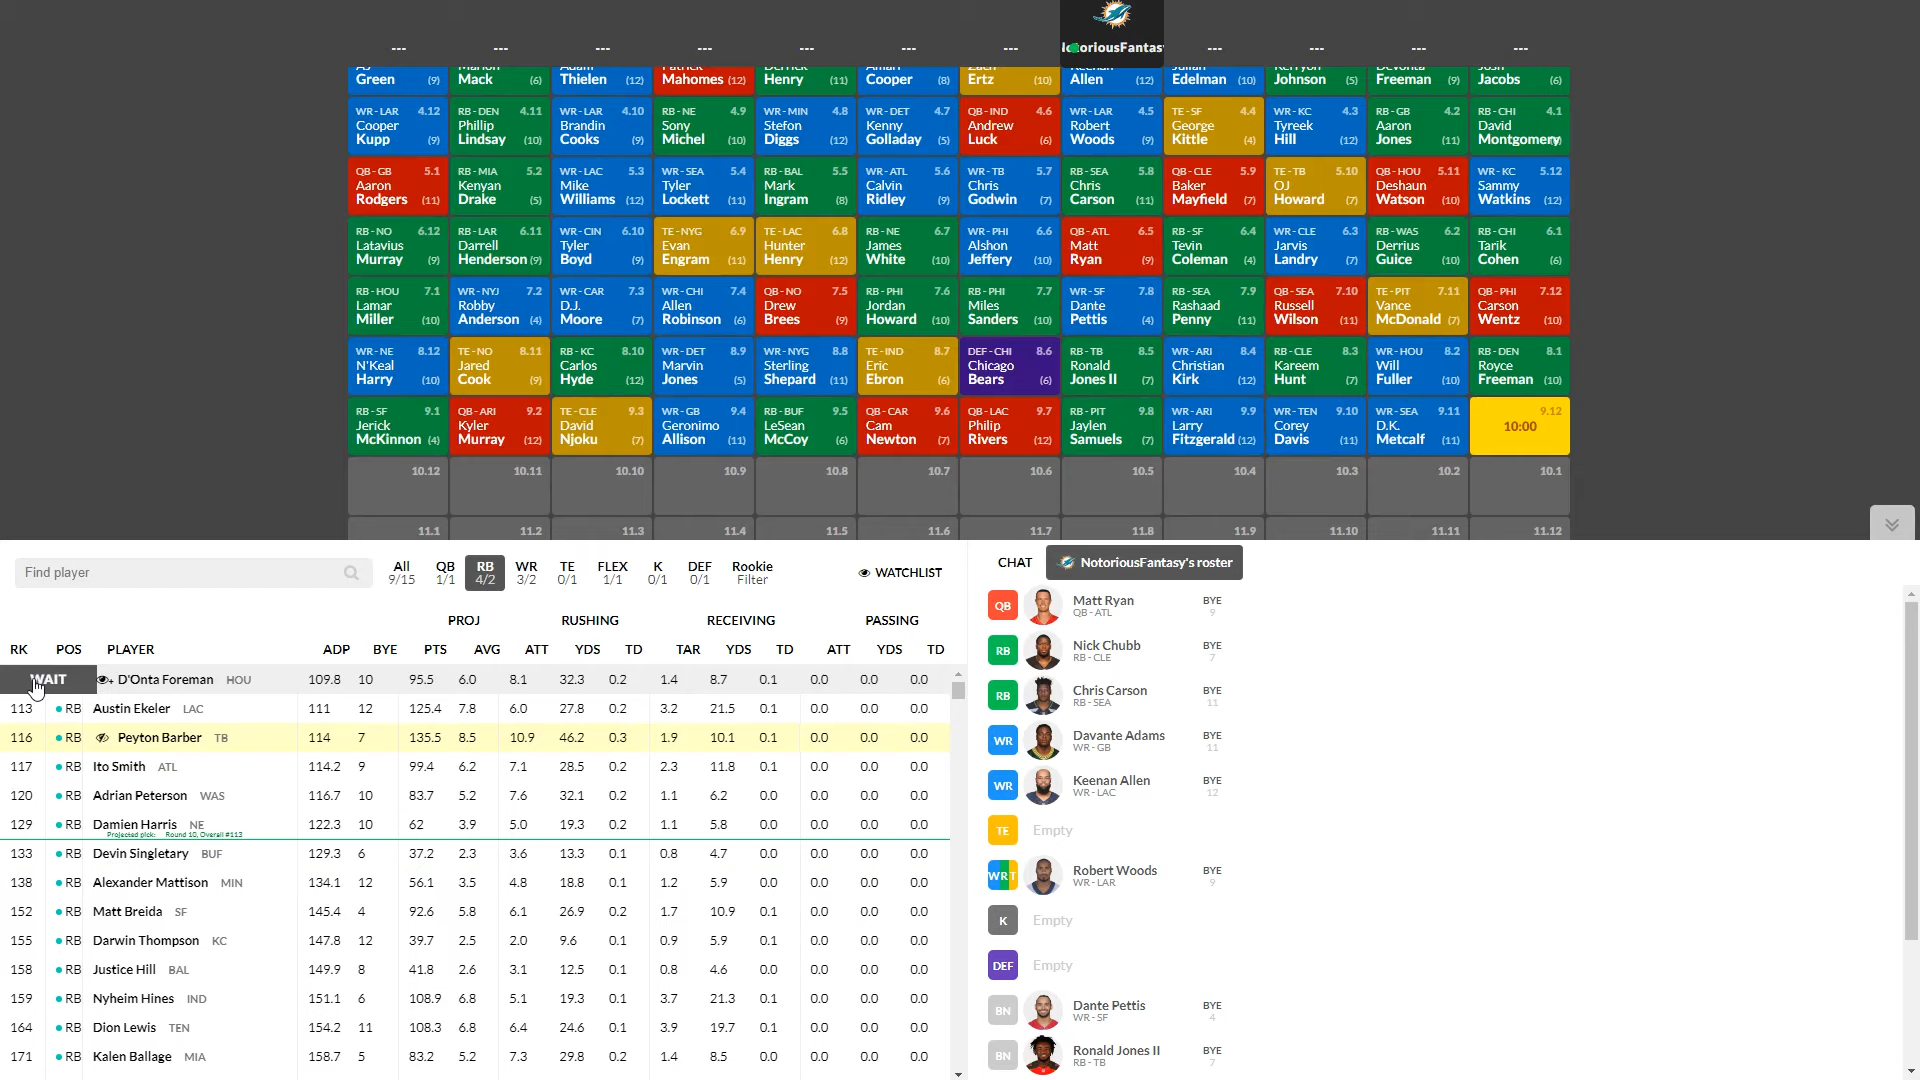 --- --- --- --- --- --- --- NotoriousFantasy --- --- --- ---
Green (9) Mack (6) Thielen (12) Mahomes (12) Henry (11) Cooper (8) Ertz (10) Allen (12) Edelman (10) Johnson (5) Freeman (9) Jacobs (6)
WR - LAR 4.12 RB - DEN 4.11 WR - LAR 4.10 RB - NE 4.9 WR - MIN 4.8 WR - DET 4.7 QB - IND 4.6 WR - LAR 4.5 TE - SF 4.4 WR - KC 4.3 RB - GB 4.2 RB - CHI 4.1
Cooper Phillip Brandin Sony Stefon Kenny Andrew Robert George Tyreek Aaron David
Kupp (9) Lindsay (10) Cooks (9) Michel (10) Diggs (12) Golladay (5) Luck (6) Woods (9) Kittle (4) Hill (12) Jones (11) Montgomery
QB - GB 5.1 RB - MIA 5.2 WR - LAC 5.3 WR - SEA 5.4 RB - BAL 5.5 WR - ATL 5.6 WR - TB 5.7 RB - SEA 5.8 QB - CLE 5.9 TE - TB 5.10 QB - HOU 5.11 WR - KC 5.12
Aaron Kenyan Mike Tyler Mark Calvin Chris Chris Baker OJ Deshaun Sammy
Rodgers (11) Drake (5) Williams (12) Lockett (11) Ingram (8) Ridley (9) Godwin (7) Carson (11) Mayfield (7) Howard (7) Watson (10) Watkins (12)
RB - NO 6.12 RB - LAR 6.11 WR - CIN 6.10 TE - NYG 6.9 TE - LAC 6.8 RB - NE 6.7 WR - PHI 6.6 QB - ATL 6.5 RB - SF 6.4 WR - CLE 6.3 RB - WAS 6.2 RB - CHI 6.1
Latavius Darrell Tyler Evan Hunter James Alshon Matt Tevin Jarvis Derrius Tarik
Murray (9) Henderson (9) Boyd (9) Engram (11) Henry (12) White (10) Jeffery (10) Ryan (9) Coleman (4) Landry (7) Guice (10) Cohen (6)
RB - HOU 7.1 WR - NYJ 7.2 WR - CAR 7.3 WR - CHI 7.4 QB - NO 7.5 RB - PHI 7.6 RB - PHI 7.7 WR - SF 7.8 RB - SEA 7.9 QB - SEA 7.10 TE - PIT 7.11 QB - PHI 7.12
Lamar Robby D.J. Allen Drew Jordan Miles Dante Rashaad Russell Vance Carson
Miller (10) Anderson (4) Moore (7) Robinson (6) Brees (9) Howard (10) Sanders (10) Pettis (4) Penny (11) Wilson (11) McDonald (7) Wentz (10)
WR - NE 8.12 TE - NO 8.11 RB - KC 8.10 WR - DET 8.9 WR - NYG 8.8 TE - IND 8.7 DEF - CHI 8.6 RB - TB 8.5 WR - ARI 8.4 RB - CLE 8.3 WR - HOU 8.2 RB - DEN 8.1
N'Keal Jared Carlos Marvin Sterling Eric Chicago Ronald Christian Kareem Will Royce
Harry (10) Cook (9) Hyde (12) Jones (5) Shepard (11) Ebron (6) Bears (6) Jones II (7) Kirk (12) Hunt (7) Fuller (10) Freeman (10)
RB - SF 9.1 QB - ARI 9.2 TE - CLE 9.3 WR - GB 9.4 RB - BUF 9.5 QB - CAR 9.6 QB - LAC 9.7 RB - PIT 9.8 WR - ARI 9.9 WR - TEN 9.10 WR - SEA 9.11 9.12
Jerick Kyler David Geronimo LeSean Cam Philip Jaylen Larry Corey D.K. 10:00
McKinnon (4) Murray (12) Njoku (7) Allison (11) McCoy (6) Newton (7) Rivers (12) Samuels (7) Fitzgerald (12) Davis (11) Metcalf (11)
10.12 10.11 10.10 10.9 10.8 10.7 10.6 10.5 10.4 10.3 10.2 10.1
11.1 11.2 11.3 11.4 11.5 11.6 11.7 11.8 11.9 11.10 11.11 11.12
Find player
All QB RB WR TE FLEX K DEF Rookie
9/15 1/1 4/2 3/2 0/1 1/1 0/1 0/1 Filter
WATCHLIST
PROJ RUSHING RECEIVING PASSING
RK POS PLAYER ADP BYE PTS AVG ATT YDS TD TAR YDS TD ATT YDS TD
WAIT D'Onta Foreman HOU 109.8 10 95.5 6.0 8.1 32.3 0.2 1.4 8.7 0.1 0.0 0.0 0.0
113 RB Austin Ekeler LAC 111 12 125.4 7.8 6.0 27.8 0.2 3.2 21.5 0.1 0.0 0.0 0.0
116 RB Peyton Barber TB 114 7 135.5 8.5 10.9 46.2 0.3 1.9 10.1 0.1 0.0 0.0 0.0
117 RB Ito Smith ATL 114.2 9 99.4 6.2 7.1 28.5 0.2 2.3 11.8 0.1 0.0 0.0 0.0
120 RB Adrian Peterson WAS 116.7 10 83.7 5.2 7.6 32.1 0.2 1.1 6.2 0.0 0.0 0.0 0.0
129 RB Damien Harris NE 122.3 10 62 3.9 5.0 19.3 0.2 1.1 5.8 0.0 0.0 0.0 0.0
Projected pick: Round 10, Overall #113
133 RB Devin Singletary BUF 129.3 6 37.2 2.3 3.6 13.3 0.1 0.8 4.7 0.0 0.0 0.0 0.0
138 RB Alexander Mattison MIN 134.1 12 56.1 3.5 4.8 18.8 0.1 1.2 5.9 0.0 0.0 0.0 0.0
152 RB Matt Breida SF 145.4 4 92.6 5.8 6.1 26.9 0.2 1.7 10.9 0.1 0.0 0.0 0.0
155 RB Darwin Thompson KC 147.8 12 39.7 2.5 2.0 9.6 0.1 0.9 5.9 0.0 0.0 0.0 0.0
158 RB Justice Hill BAL 149.9 8 41.8 2.6 3.1 12.5 0.1 0.8 4.6 0.0 0.0 0.0 0.0
159 RB Nyheim Hines IND 151.1 6 108.9 6.8 5.1 19.3 0.1 3.7 21.3 0.1 0.0 0.0 0.0
164 RB Dion Lewis TEN 154.2 11 108.3 6.8 6.4 24.6 0.1 3.9 19.7 0.1 0.0 0.0 0.0
171 RB Kalen Ballage MIA 158.7 5 83.2 5.2 7.3 29.8 0.2 1.4 8.5 0.0 0.0 0.0 0.0
CHAT NotoriousFantasy's roster
QB Matt Ryan BYE
QB - ATL 9
RB Nick Chubb BYE
RB - CLE 7
RB Chris Carson BYE
RB - SEA 11
WR Davante Adams BYE
WR - GB 11
WR Keenan Allen BYE
WR - LAC 12
TE Empty
WRT Robert Woods BYE
WR - LAR 9
K Empty
DEF Empty
BN Dante Pettis BYE
WR - SF 4
BN Ronald Jones II BYE
RB - TB 7